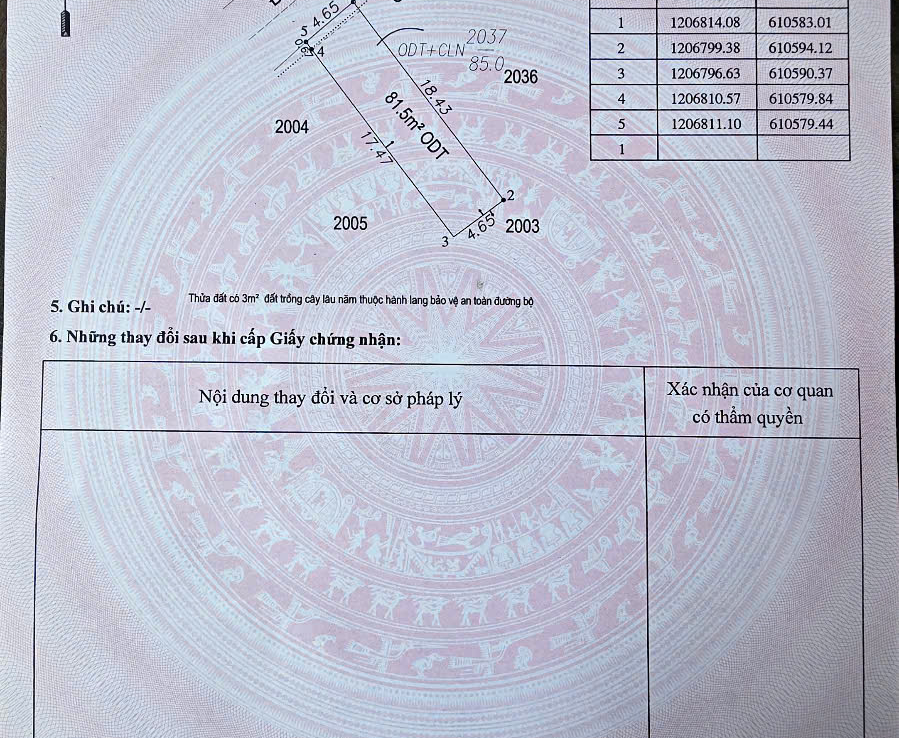 4.65
5
0.6
4
ODT+CLN 2037
85.0
2036
18.43
81.5m² ODT
2004
1
17.47
2005
2
1
4.65
2003
3
1 1206814.08 610583.01
2 1206799.38 610594.12
3 1206796.63 610590.37
4 1206810.57 610579.84
5 1206811.10 610579.44
1
5. Ghi chú: -/- Thửa đất có 3m² đất trồng cây lâu năm thuộc hành lang bảo vệ an toàn đường bộ
6. Những thay đổi sau khi cấp Giấy chứng nhận:
Nội dung thay đổi và cơ sở pháp lý
Xác nhận của cơ quan
có thẩm quyền